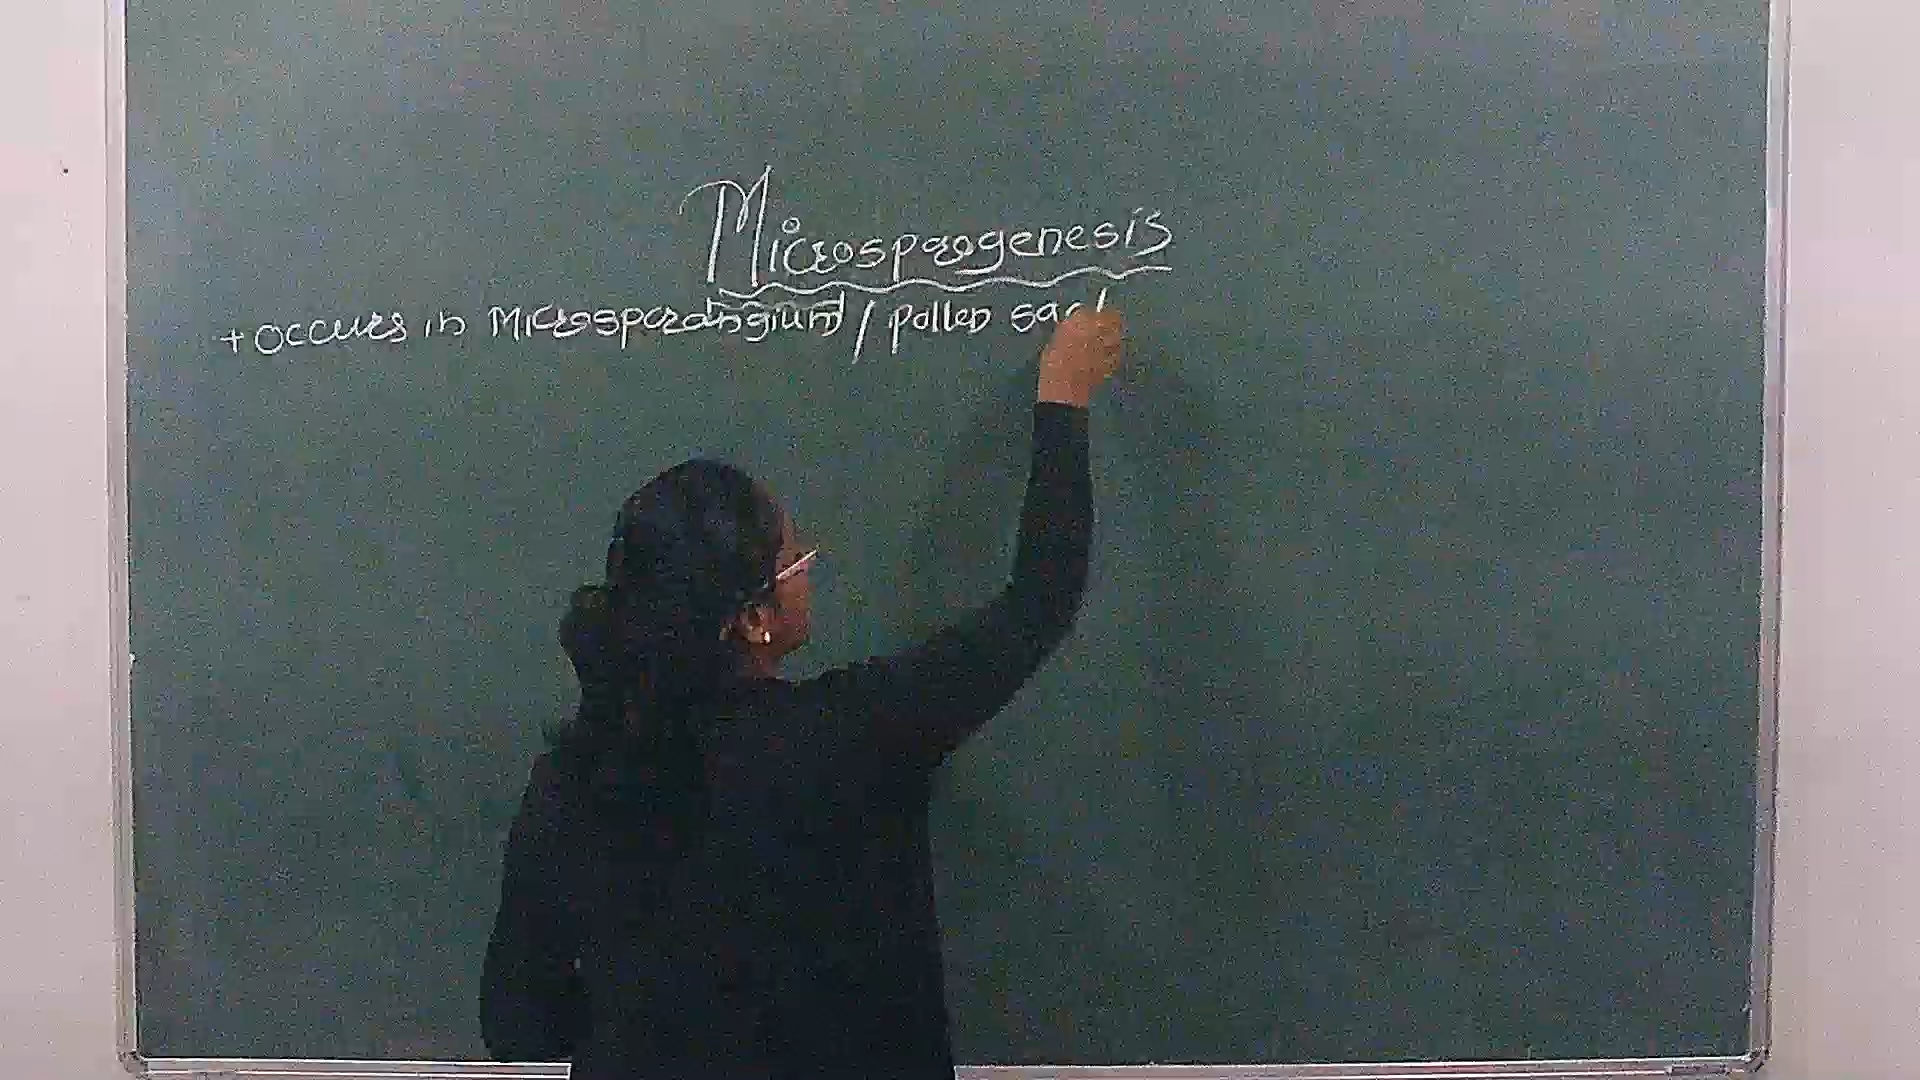 Microsporogenesis
+ Occurs in Microsporangium / pollen sac